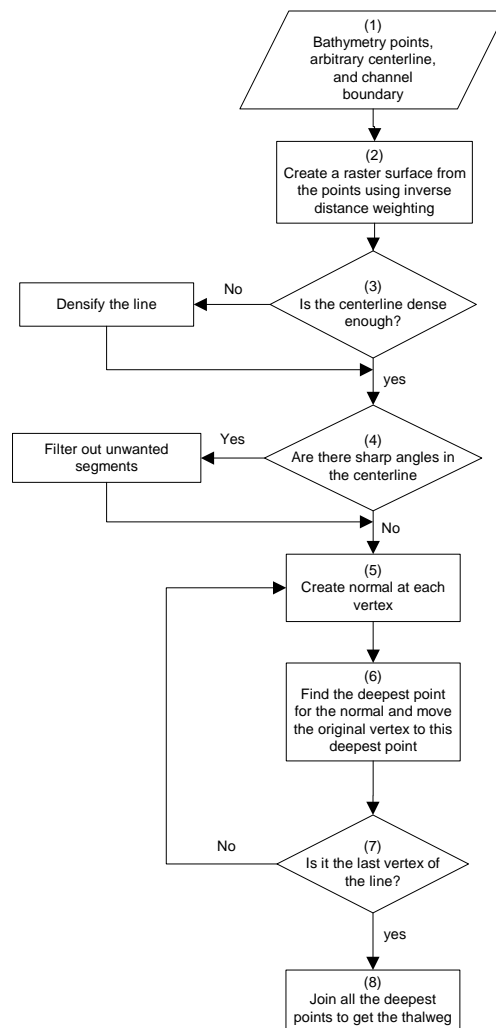 (1)
Bathymetry points,
arbitrary centerline,
and channel
boundary
(2)
Create a raster surface from
the points using inverse
distance weighting
(3)
Is the centerline dense
enough?
No
Densify the line
yes
(4)
Are there sharp angles in
the centerline
Yes
Filter out unwanted
segments
No
(5)
Create normal at each
vertex
(6)
Find the deepest point
for the normal and move
the original vertex to this
deepest point
(7)
Is it the last vertex of
the line?
No
yes
(8)
Join all the deepest
points to get the thalweg